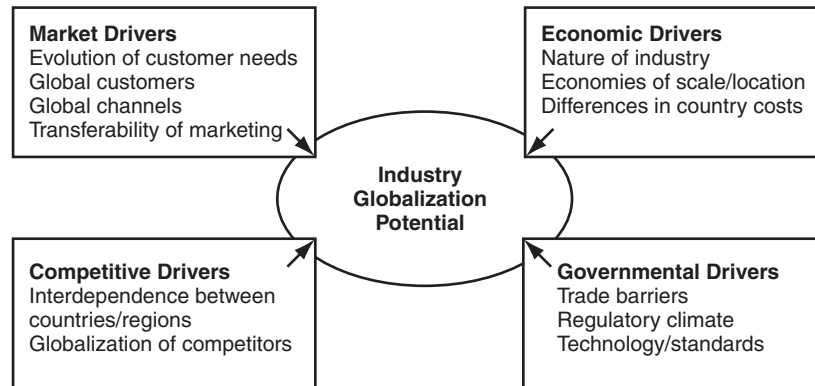 Market Drivers
Evolution of customer needs
Global customers
Global channels
Transferability of marketing
Economic Drivers
Nature of industry
Economies of scale/location
Differences in country costs
Industry
Globalization
Potential
Competitive Drivers
Interdependence between
countries/regions
Globalization of competitors
Governmental Drivers
Trade barriers
Regulatory climate
Technology/standards